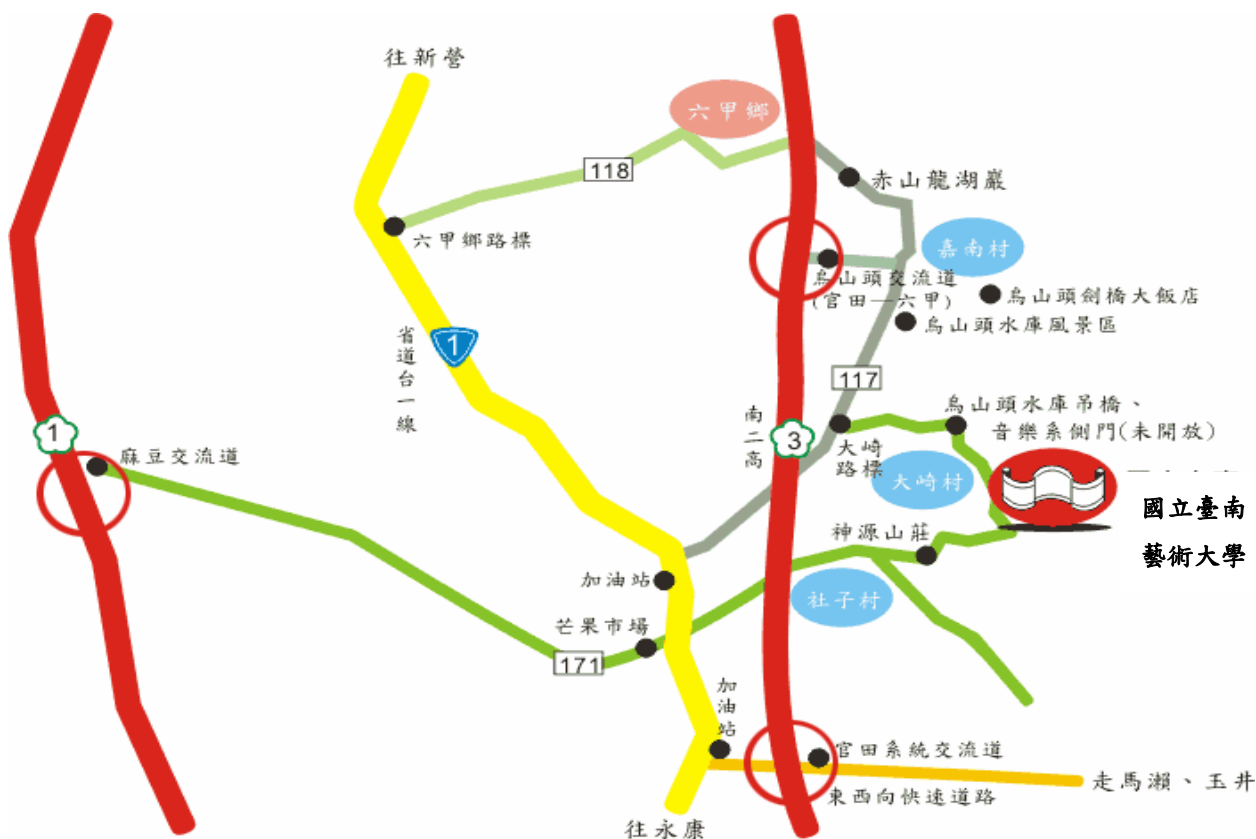 往新營
六甲鄉
118
赤山龍湖巖
六甲鄉路標
嘉南村
烏山頭交流道
(官田—六甲)
烏山頭劍橋大飯店
烏山頭水庫風景區
省道台一線
1
117
南二高
3
大崎
路標
烏山頭水庫吊橋、
音樂系側門(未開放)
1
麻豆交流道
大崎村
國立臺南
藝術大學
神源山莊
加油站
社子村
芒果市場
171
加油站
官田系統交流道
東西向快速道路
走馬瀨、玉井
往永康